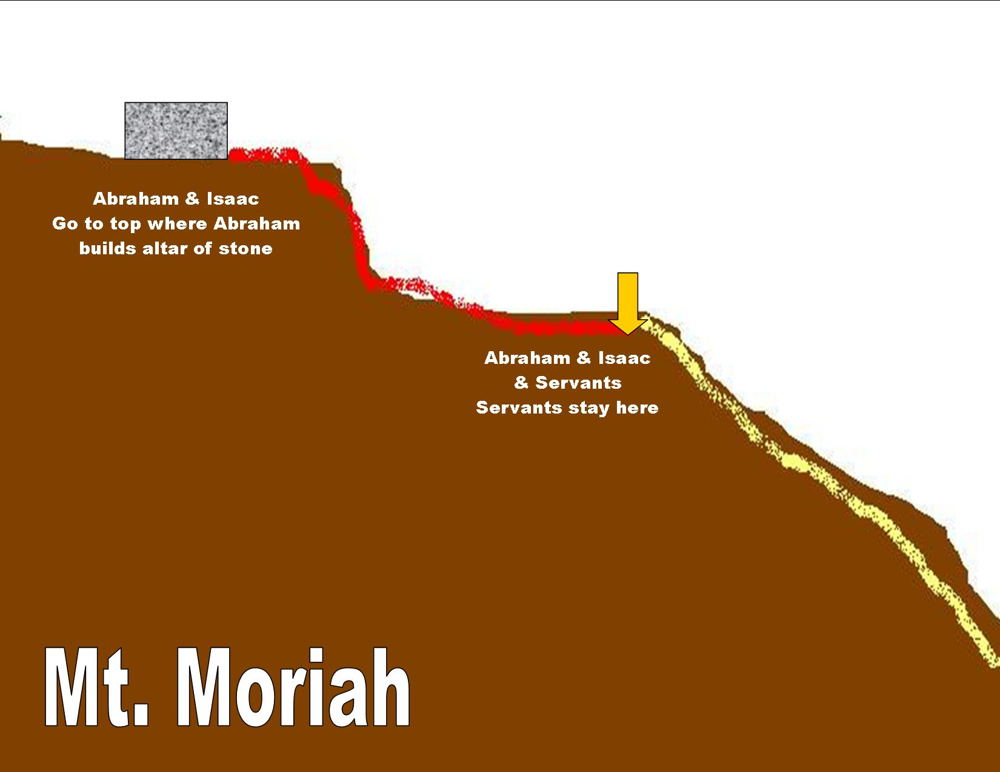 Abraham & Isaac
Go to top where Abraham
builds altar of stone
Abraham & Isaac
& Servants
Servants stay here
Mt. Moriah